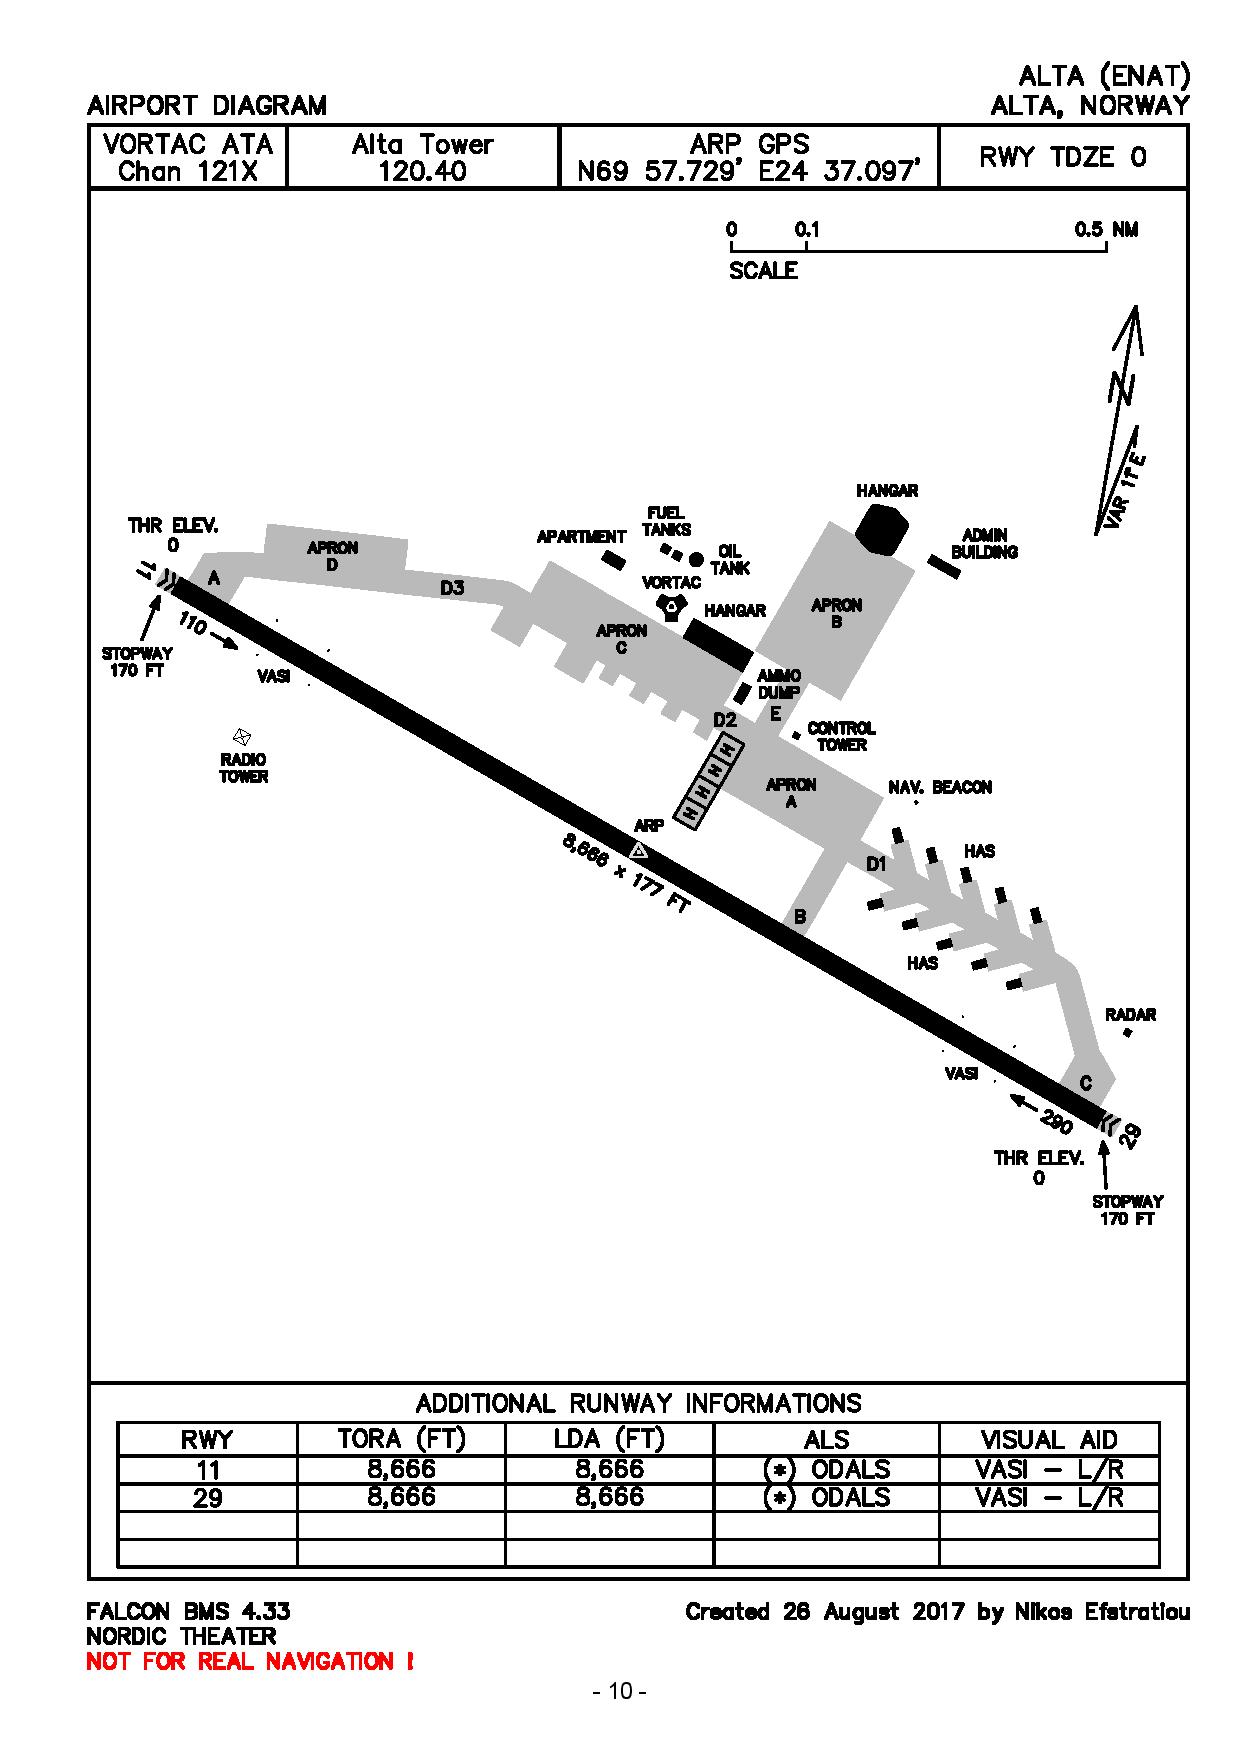 ALTA (ENAT)
AIRPORT DIAGRAM
ALTA, NORWAY
VORTAC ATA
Chan 121X
Alta Tower
120.40
ARP GPS
N69 57.729' E24 37.097'
RWY TDZE 0
0 0.1 0.5 NM
SCALE
N
VAR 11° E
HANGAR
FUEL
TANKS
THR ELEV.
0
APARTMENT
ADMIN
BUILDING
APRON
D
OIL
TANK
11
A
D3
VORTAC
HANGAR
APRON
B
110
APRON
C
STOPWAY
170 FT
VASI
AMMO
DUMP
E
D2
CONTROL
TOWER
H
H
H
H
RADIO
TOWER
APRON
A
NAV. BEACON
ARP
8,666 x 177 FT
HAS
D1
B
HAS
RADAR
VASI
C
290
29
THR ELEV.
0
STOPWAY
170 FT
ADDITIONAL RUNWAY INFORMATIONS
RWY TORA (FT) LDA (FT) ALS VISUAL AID
11 8,666 8,666 (*) ODALS VASI - L/R
29 8,666 8,666 (*) ODALS VASI - L/R
FALCON BMS 4.33
Created 26 August 2017 by Nikos Efstratiou
NORDIC THEATER
NOT FOR REAL NAVIGATION !
- 10 -